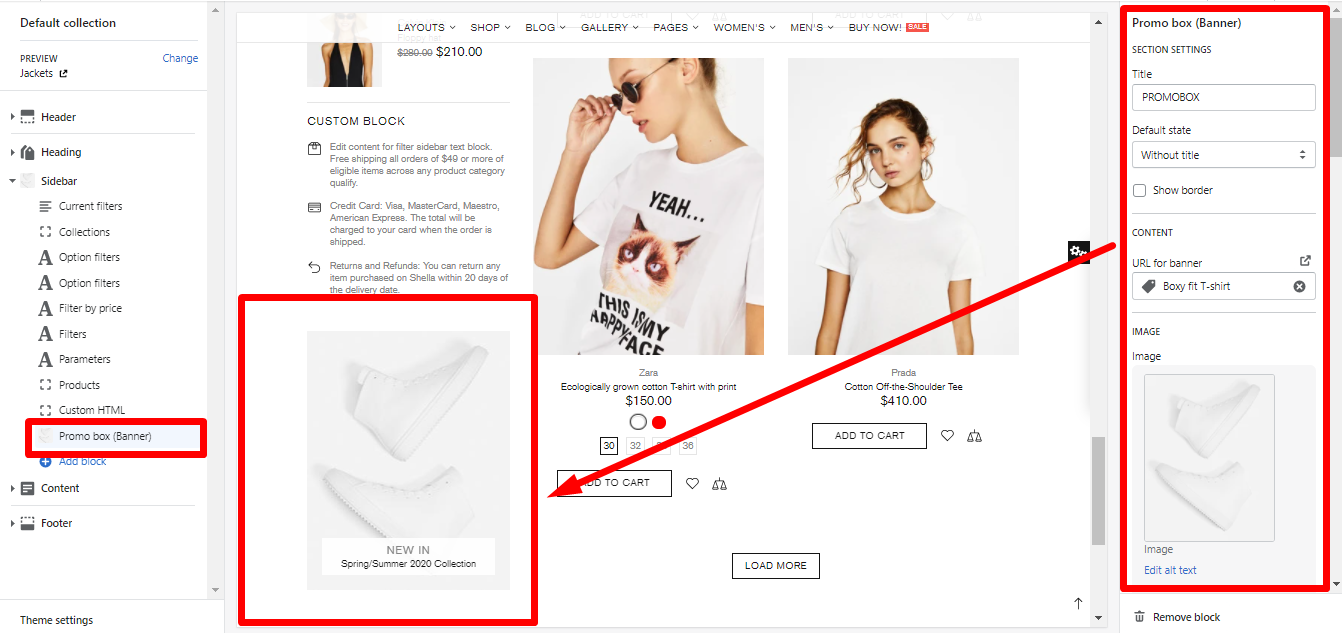 Default collection
PREVIEW
Change
Jackets
Header
Heading
Sidebar
Current filters
Collections
Option filters
Option filters
Filter by price
Filters
Parameters
Products
Custom HTML
Promo box (Banner)
Add block
Content
Footer
Theme settings
LAYOUTS SHOP BLOG GALLERY PAGES WOMEN'S MEN'S BUY NOW! SALE
$280.00 $210.00
CUSTOM BLOCK
Edit content for filter sidebar text block.
Free shipping all orders of $49 or more of
eligible items across any product category
qualify.
Credit Card: Visa, MasterCard, Maestro,
American Express. The total will be
charged to your card when the order is
shipped.
Returns and Refunds: You can return any
item purchased on Shella within 20 days of
the delivery date.
NEW IN
Spring/Summer 2020 Collection
YEAH...
THIS IS MY
HAPPY FACE
Zara
Ecologically grown cotton T-shirt with print
$150.00
30 32 36
ADD TO CART
Prada
Cotton Off-the-Shoulder Tee
$410.00
ADD TO CART
LOAD MORE
Promo box (Banner)
SECTION SETTINGS
Title
PROMOBOX
Default state
Without title
Show border
CONTENT
URL for banner
Boxy fit T-shirt
IMAGE
Image
Image
Edit alt text
Remove block